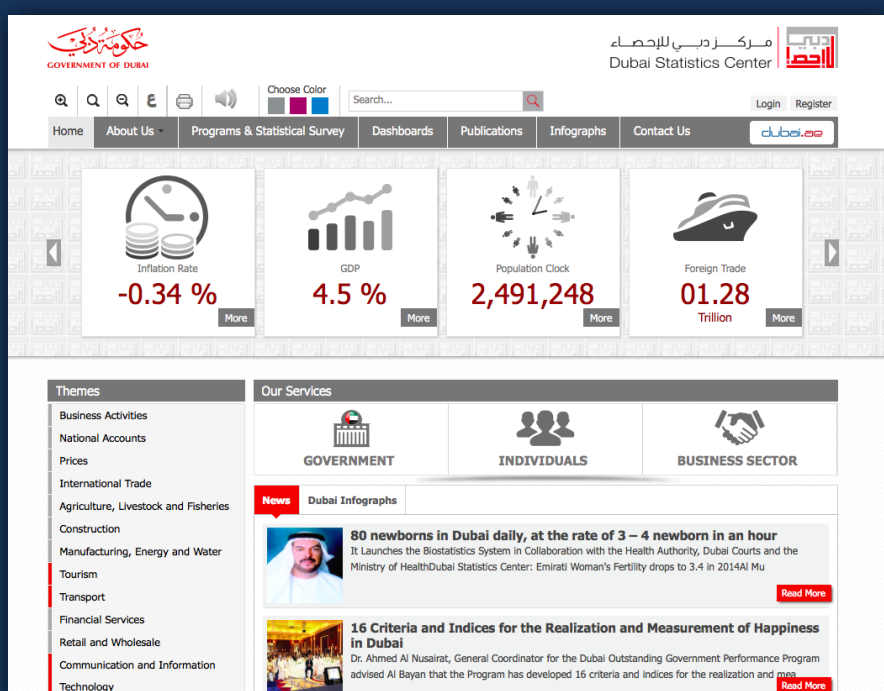 حكومة دبي
GOVERNMENT OF DUBAI
مـركـــز دبـــي للإحصـــاء
Dubai Statistics Center
دبي
الإحصاء
ع
Choose Color
Search...
Login Register
Home About Us Programs & Statistical Survey Dashboards Publications Infographs Contact Us dubai.ae
Inflation Rate
-0.34 %
More
GDP
4.5 %
More
Population Clock
2,491,248
More
Foreign Trade
01.28
Trillion
More
Themes
Business Activities
National Accounts
Prices
International Trade
Agriculture, Livestock and Fisheries
Construction
Manufacturing, Energy and Water
Tourism
Transport
Financial Services
Retail and Wholesale
Communication and Information
Technology
Our Services
GOVERNMENT INDIVIDUALS BUSINESS SECTOR
News Dubai Infographs
80 newborns in Dubai daily, at the rate of 3 – 4 newborn in an hour
It Launches the Biostatistics System in Collaboration with the Health Authority, Dubai Courts and the
Ministry of HealthDubai Statistics Center: Emirati Woman's Fertility drops to 3.4 in 2014Al Mu
Read More
16 Criteria and Indices for the Realization and Measurement of Happiness
in Dubai
Dr. Ahmed Al Nusairat, General Coordinator for the Dubai Outstanding Government Performance Program
advised Al Bayan that the Program has developed 16 criteria and indices for the realization and mea
Read More